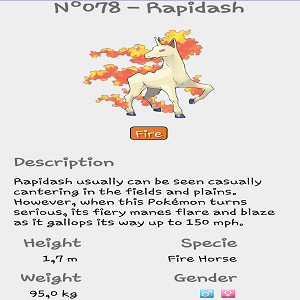 Nº078 – Rapidash
Fire
Description
Rapidash usually can be seen casually
cantering in the fields and plains.
However, when this Pokémon turns
serious, its fiery manes flare and blaze
as it gallops its way up to 150 mph.
Height Specie
1,7 m Fire Horse
Weight Gender
95,0 kg ♂ ♀